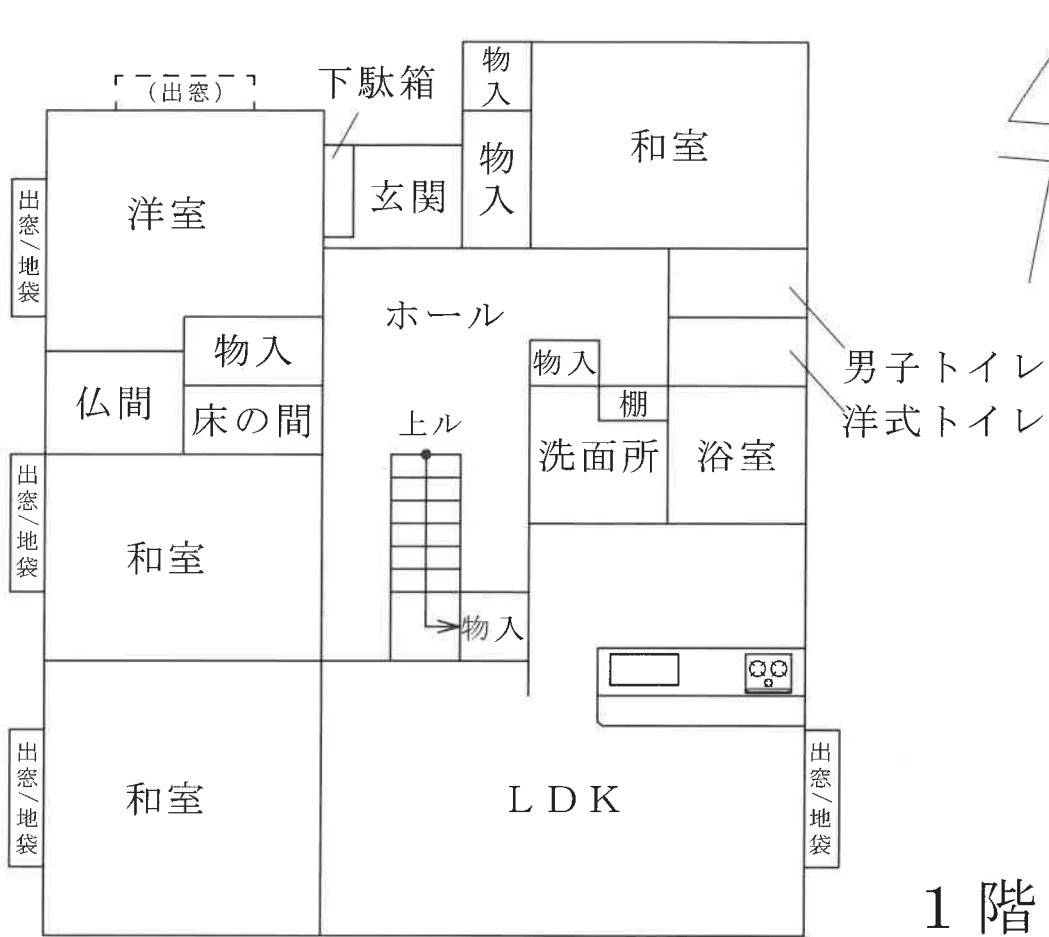 (出窓)
下駄箱
物入
和室
物入
玄関
洋室
出窓/地袋
ホール
男子トイレ
洋式トイレ
物入
物入
棚
仏間
床の間
上ル
洗面所
浴室
出窓/地袋
和室
物入
出窓/地袋
和室
LDK
出窓/地袋
1階